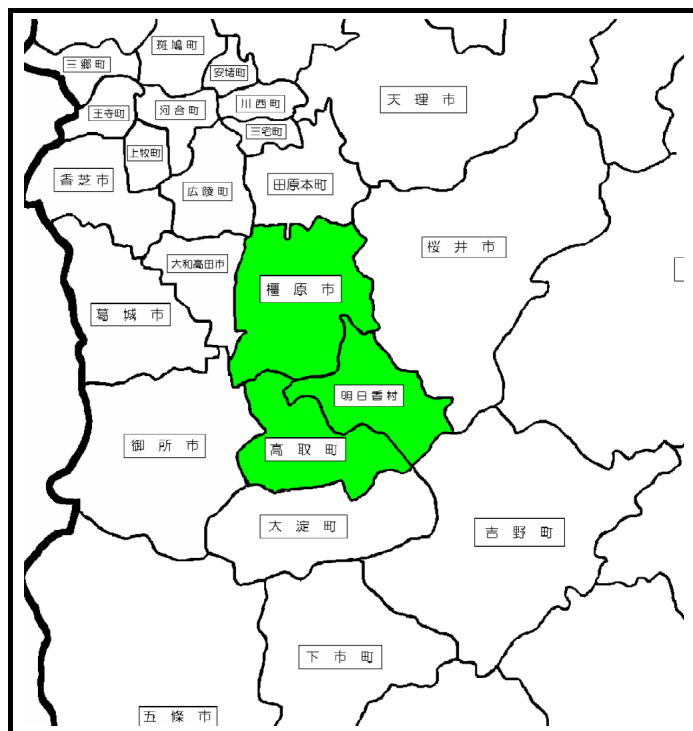 斑鳩町
三郷町
安堵町
王寺町
河合町
川西町
天理市
三宅町
上牧町
香芝市
広陵町
田原本町
桜井市
大和高田市
橿原市
葛城市
明日香村
御所市
高取町
大淀町
吉野町
下市町
五條市